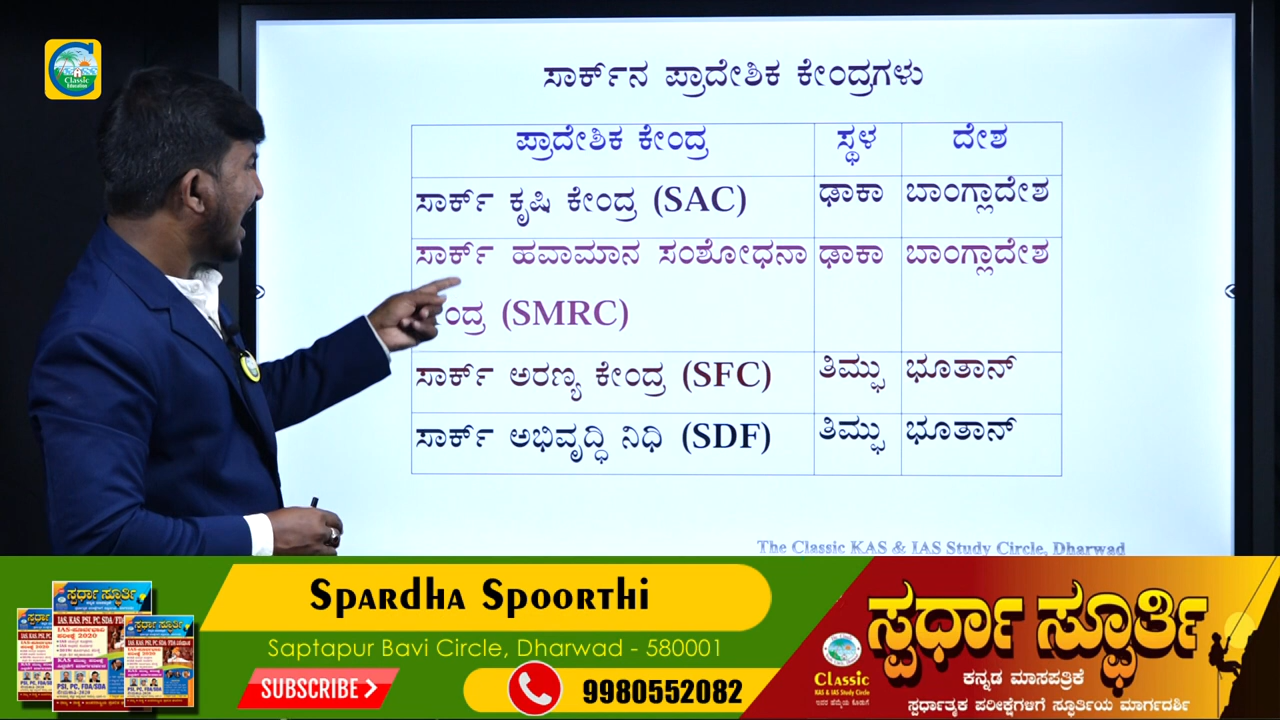 Classic
Education
ಸಾರ್ಕ್‌ನ ಪ್ರಾದೇಶಿಕ ಕೇಂದ್ರಗಳು
ಪ್ರಾದೇಶಿಕ ಕೇಂದ್ರ ಸ್ಥಳ ದೇಶ
ಸಾರ್ಕ್ ಕೃಷಿ ಕೇಂದ್ರ (SAC) ಢಾಕಾ ಬಾಂಗ್ಲಾದೇಶ
ಸಾರ್ಕ್ ಹವಾಮಾನ ಸಂಶೋಧನಾ ಢಾಕಾ ಬಾಂಗ್ಲಾದೇಶ
(SMRC)
ಸಾರ್ಕ್ ಅರಣ್ಯ ಕೇಂದ್ರ (SFC) ತಿಮ್ಫು ಭೂತಾನ್
ಸಾರ್ಕ್ ಅಭಿವೃದ್ಧಿ ನಿಧಿ (SDF) ತಿಮ್ಫು ಭೂತಾನ್
The Classic KAS & IAS Study Circle, Dharwad
Spardha Spoorthi
Saptapur Bavi Circle, Dharwad - 580001
SUBSCRIBE
9980552082
ಸ್ಪರ್ಧಾ ಸ್ಫೂರ್ತಿ
Classic
KAS & IAS Study Circle
ಕನ್ನಡ ಮಾಸಪತ್ರಿಕೆ
ಸ್ಪರ್ಧಾತ್ಮಕ ಪರೀಕ್ಷೆಗಳಿಗೆ ಸ್ಫೂರ್ತಿಯ ಮಾರ್ಗದರ್ಶಿ